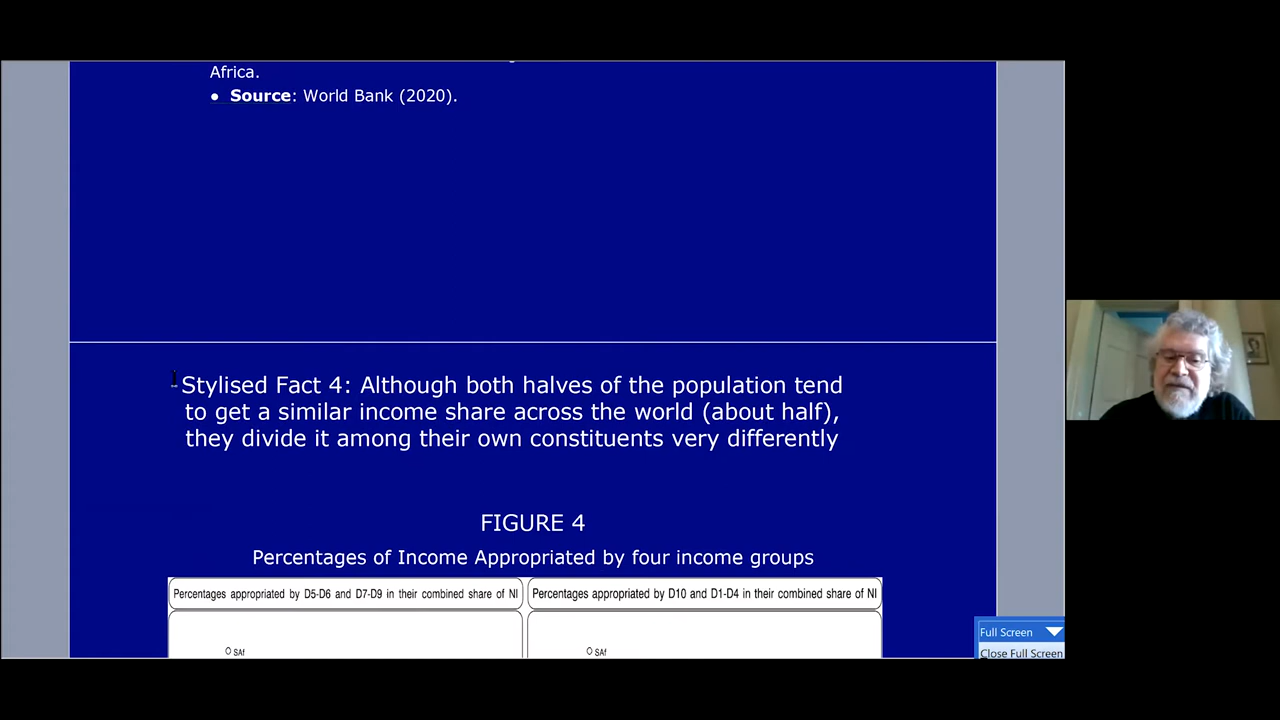 Africa.
● Source: World Bank (2020).
Stylised Fact 4: Although both halves of the population tend
to get a similar income share across the world (about half),
they divide it among their own constituents very differently
FIGURE 4
Percentages of Income Appropriated by four income groups
Percentages appropriated by D5-D6 and D7-D9 in their combined share of NI
Percentages appropriated by D10 and D1-D4 in their combined share of NI
SAf
SAf
Full Screen
Close Full Screen